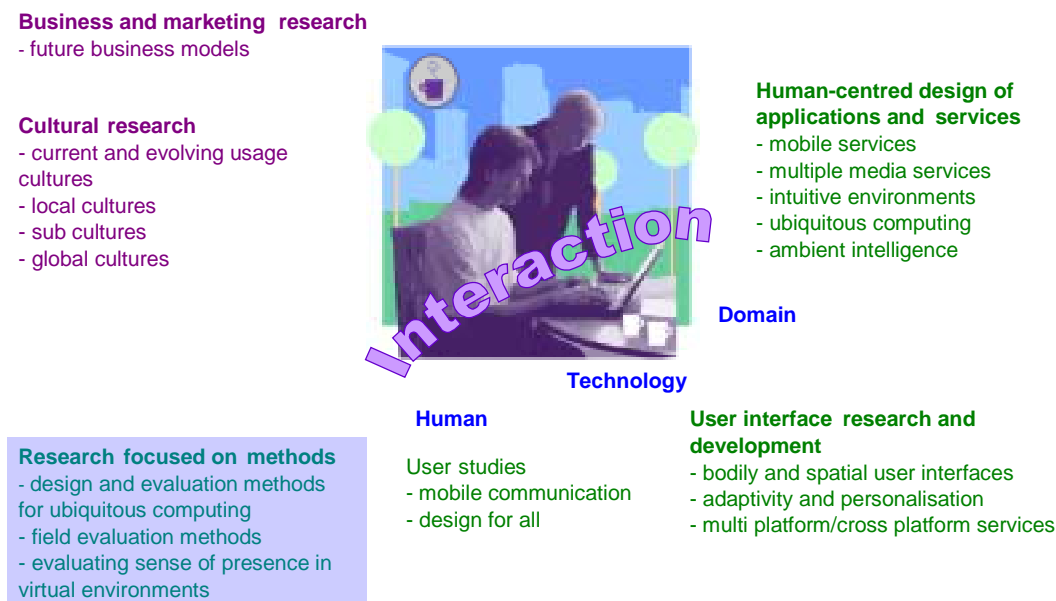 Business and marketing research
- future business models
Cultural research
- current and evolving usage
cultures
- local cultures
- sub cultures
- global cultures
Interaction
Human-centred design of
applications and services
- mobile services
- multiple media services
- intuitive environments
- ubiquitous computing
- ambient intelligence
Domain
Technology
Human
User studies
- mobile communication
- design for all
User interface research and
development
- bodily and spatial user interfaces
- adaptivity and personalisation
- multi platform/cross platform services
Research focused on methods
- design and evaluation methods
for ubiquitous computing
- field evaluation methods
- evaluating sense of presence in
virtual environments